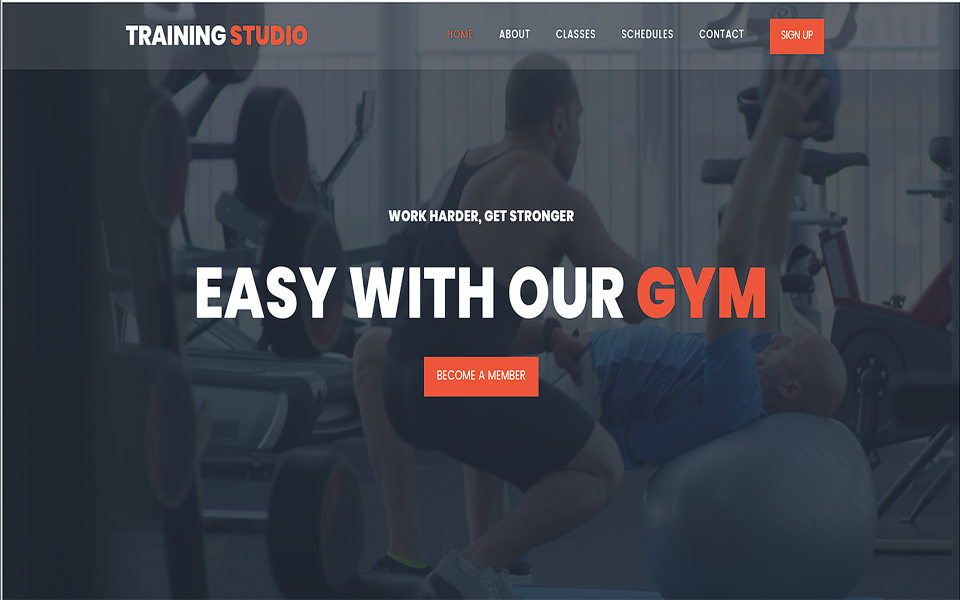 TRAINING STUDIO
HOME ABOUT CLASSES SCHEDULES CONTACT SIGN UP
WORK HARDER, GET STRONGER
EASY WITH OUR GYM
BECOME A MEMBER